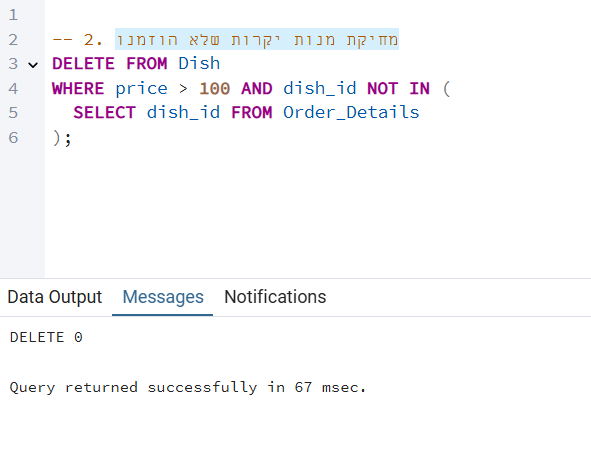 1
2 -- 2. מחיקת מנות יקרות שלא הוזמנו
3 DELETE FROM Dish
4 WHERE price > 100 AND dish_id NOT IN (
5 SELECT dish_id FROM Order_Details
6 );
Data Output Messages Notifications
DELETE 0
Query returned successfully in 67 msec.